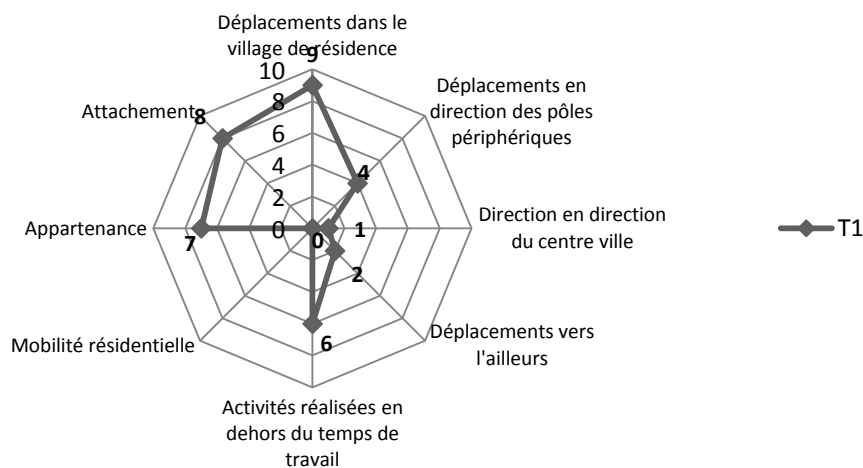 Déplacements dans le
village de résidence
9
10
8
6
4
2
0
Déplacements en
direction des pôles
périphériques
4
Direction en direction
du centre ville
1
Déplacements vers
l'ailleurs
2
Activités réalisées en
dehors du temps de
travail
6
Mobilité résidentielle
0
Appartenance
7
Attachement
8
T1